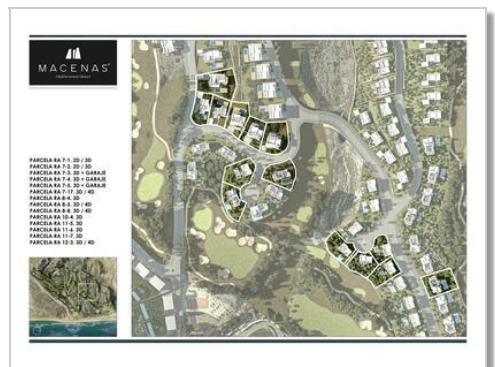 MACENAS
Mediterranean Resort
PARCELA RA 7-1, 2D / 3D
PARCELA RA 7-2, 2D / 3D
PARCELA RA 7-3, 3D + GARAJE
PARCELA RA 7-4, 3D + GARAJE
PARCELA RA 7-5, 3D + GARAJE
PARCELA RA 7-17, 3D / 4D
PARCELA RA 8-4, 3D
PARCELA RA 8-5, 3D / 4D
PARCELA RA 8-6, 3D / 4D
PARCELA RA 10-4, 3D
PARCELA RA 11-5, 3D
PARCELA RA 11-6, 3D
PARCELA RA 11-7, 3D
PARCELA RA 12-3, 3D / 4D